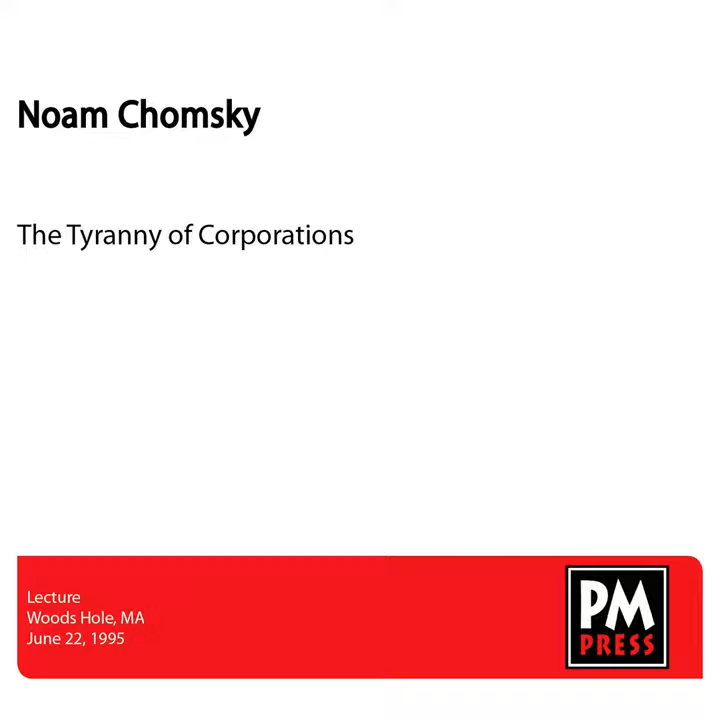 Noam Chomsky
The Tyranny of Corporations
Lecture
Woods Hole, MA
June 22, 1995
PM
PRESS